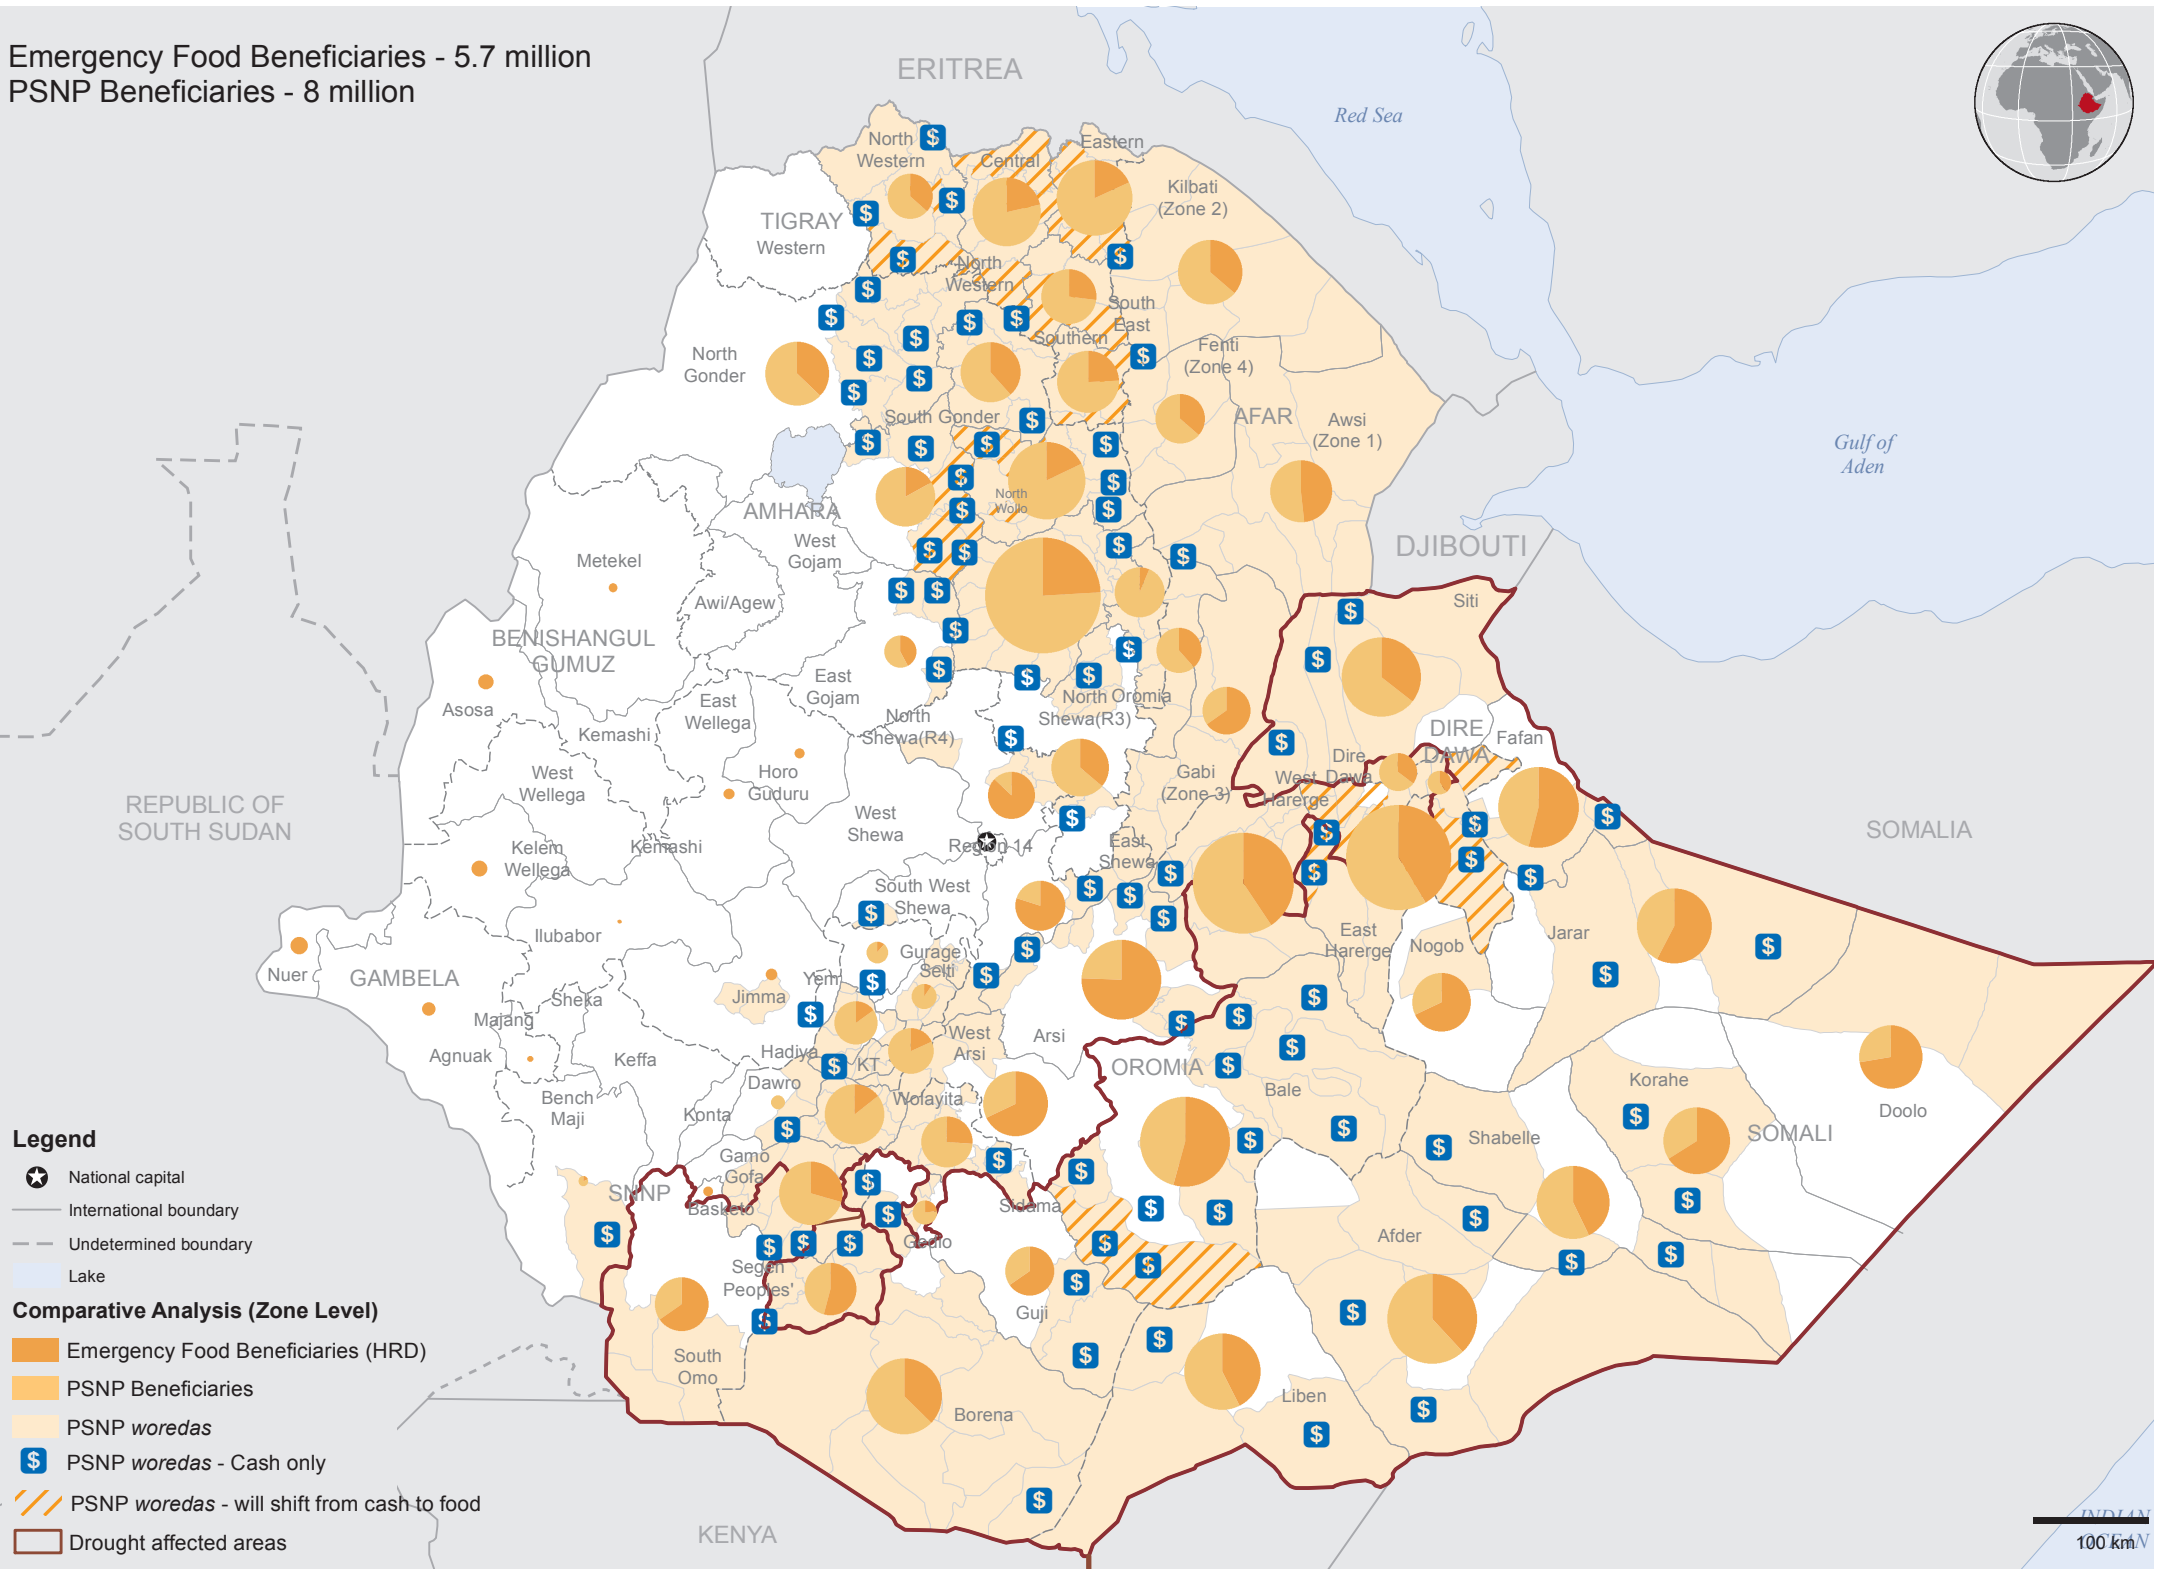 Emergency Food Beneficiaries - 5.7 million
PSNP Beneficiaries - 8 million
ERITREA
Red Sea
North
Western
Central
Eastern
Kilbati
(Zone 2)
TIGRAY
Western
North
Western
South
East
Southern
Fenti
(Zone 4)
North
Gonder
South Gonder
AFAR
Awsi
(Zone 1)
Gulf of
Aden
North
Wollo
AMHARA
West
Gojam
DJIBOUTI
Metekel
Awi/Agew
Siti
BENISHANGUL
GUMUZ
East
Gojam
Asosa
East
Wellega
North
Shewa(R3)
Oromia
North
Shewa(R4)
Kemashi
DIRE
DAWA
Fafan
Dire
Dawa
West
Harerge
Gabi
(Zone 3)
West
Wellega
Horo
Guduru
REPUBLIC OF
SOUTH SUDAN
West
Shewa
SOMALIA
Region 14
East
Shewa
Kelem
Wellega
Kemashi
South West
Shewa
East
Harerge
Nogob
Jarar
Ilubabor
Gurage
Selti
Nuer
GAMBELA
Yem
Jimma
Sheka
Majang
Arsi
West
Arsi
Agnuak
Keffa
Hadiya
KT
OROMIA
Dawro
Bale
Korahe
Bench
Maji
Konta
Wolayita
Doolo
Shabelle
SOMALI
Legend
National capital
Gamo
Gofa
SNNP
Basketo
Sidama
International boundary
Undetermined boundary
Gedio
Afder
Lake
Segen
Peoples'
Comparative Analysis (Zone Level)
Guji
Emergency Food Beneficiaries (HRD)
South
Omo
PSNP Beneficiaries
Liben
Borena
PSNP woredas
$ PSNP woredas - Cash only
PSNP woredas - will shift from cash to food
KENYA
Drought affected areas
INDIAN
OCEAN
100 km